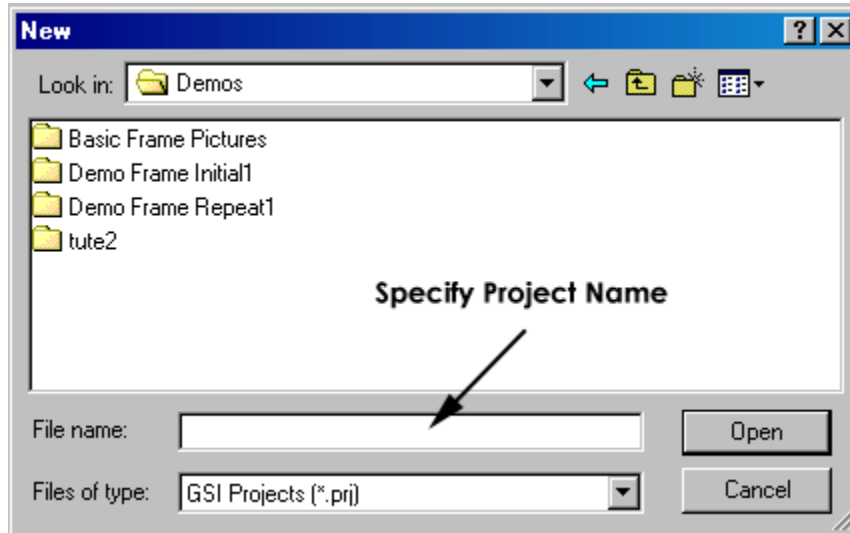 New
Look in: Demos
Basic Frame Pictures
Demo Frame Initial1
Demo Frame Repeat1
tute2
Specify Project Name
File name: Open
Files of type: GSI Projects (*.prj) Cancel